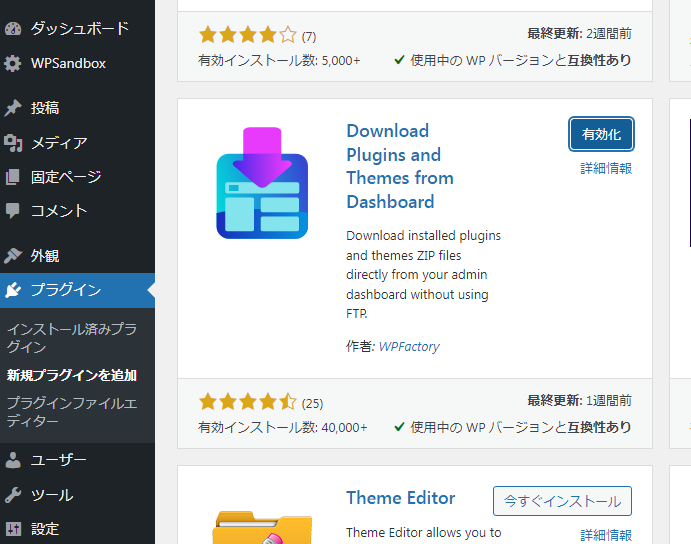 ダッシュボード
WPSandbox
投稿
メディア
固定ページ
コメント
外観
プラグイン
インストール済みプラ
グイン
新規プラグインを追加
プラグインファイルエ
ディター
ユーザー
ツール
設定
(7)
最終更新: 2週間前
有効インストール数: 5,000+
使用中の WP バージョンと互換性あり
Download
Plugins and
Themes from
Dashboard
有効化
詳細情報
Download installed plugins
and themes ZIP files
directly from your admin
dashboard without using
FTP.
作者: WPFactory
(25)
最終更新: 1週間前
有効インストール数: 40,000+
使用中の WP バージョンと互換性あり
Theme Editor
今すぐインストール
詳細情報
Theme Editor allows you to